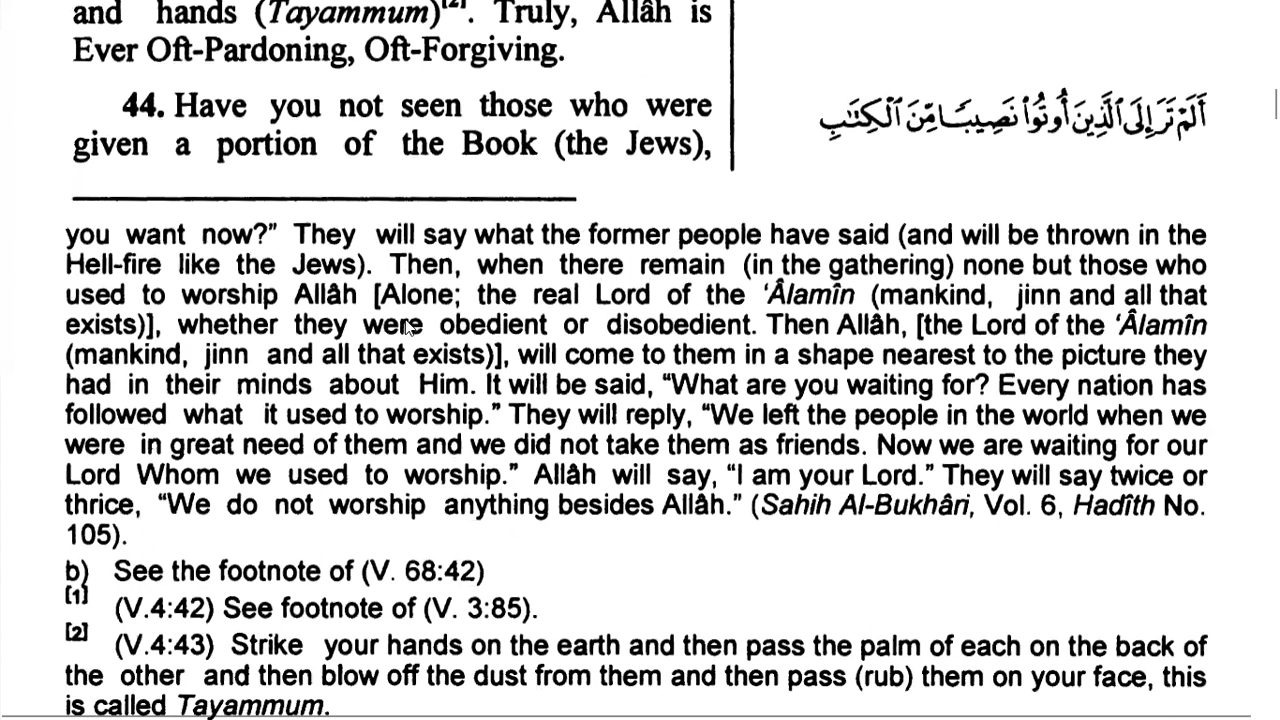 and hands (Tayammum)[2]. Truly, Allâh is
Ever Oft-Pardoning, Oft-Forgiving.
44. Have you not seen those who were
given a portion of the Book (the Jews),
أَلَمْ تَرَ إِلَى ٱلَّذِينَ أُوتُوا۟ نَصِيبًا مِّنَ ٱلْكِتَٰبِ
you want now?” They will say what the former people have said (and will be thrown in the
Hell-fire like the Jews). Then, when there remain (in the gathering) none but those who
used to worship Allâh [Alone; the real Lord of the ‘Âlamîn (mankind, jinn and all that
exists)], whether they were obedient or disobedient. Then Allâh, [the Lord of the ‘Âlamîn
(mankind, jinn and all that exists)], will come to them in a shape nearest to the picture they
had in their minds about Him. It will be said, “What are you waiting for? Every nation has
followed what it used to worship.” They will reply, “We left the people in the world when we
were in great need of them and we did not take them as friends. Now we are waiting for our
Lord Whom we used to worship.” Allâh will say, “I am your Lord.” They will say twice or
thrice, “We do not worship anything besides Allâh.” (Sahih Al-Bukhâri, Vol. 6, Hadîth No.
105).
b) See the footnote of (V. 68:42)
[1] (V.4:42) See footnote of (V. 3:85).
[2] (V.4:43) Strike your hands on the earth and then pass the palm of each on the back of
the other and then blow off the dust from them and then pass (rub) them on your face, this
is called Tayammum.